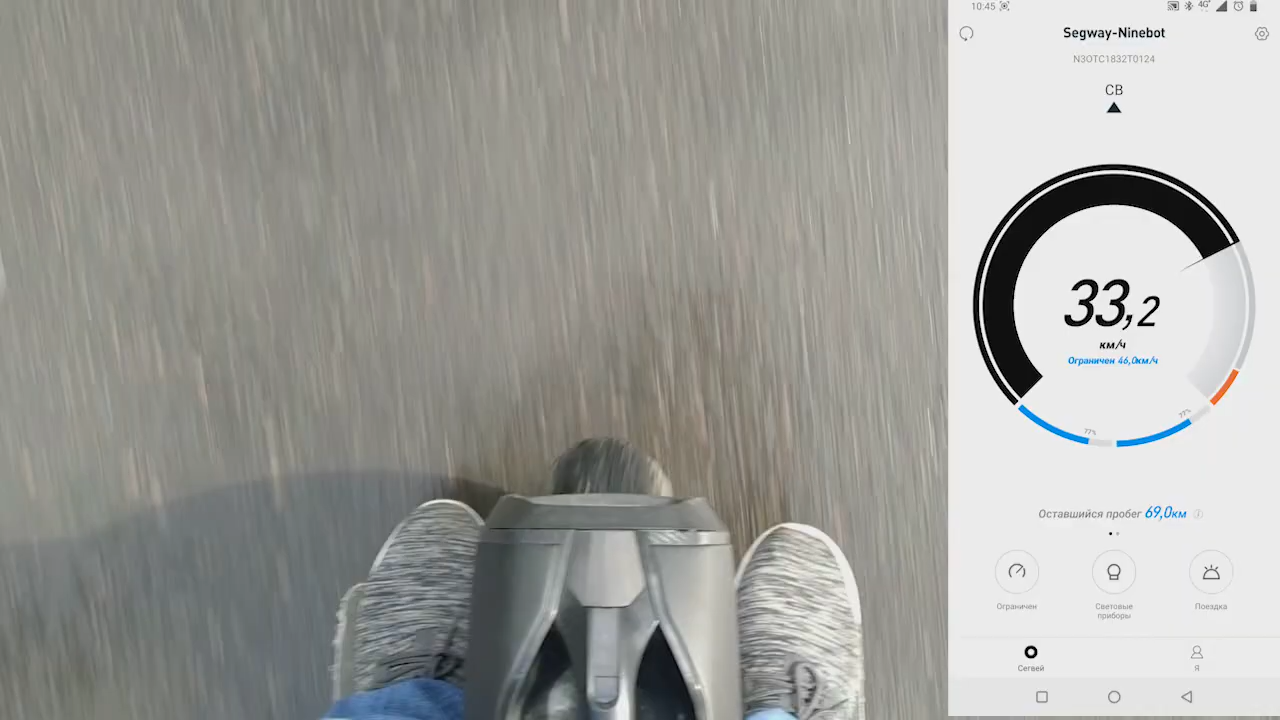 10:45
4G
Segway-Ninebot
N3OTC1832T0124
СВ
33,2
км/ч
Ограничен 46,0км/ч
77%
77%
Оставшийся пробег 69,0км
Ограничен
Световые
приборы
Поездка
Сегвей
Я